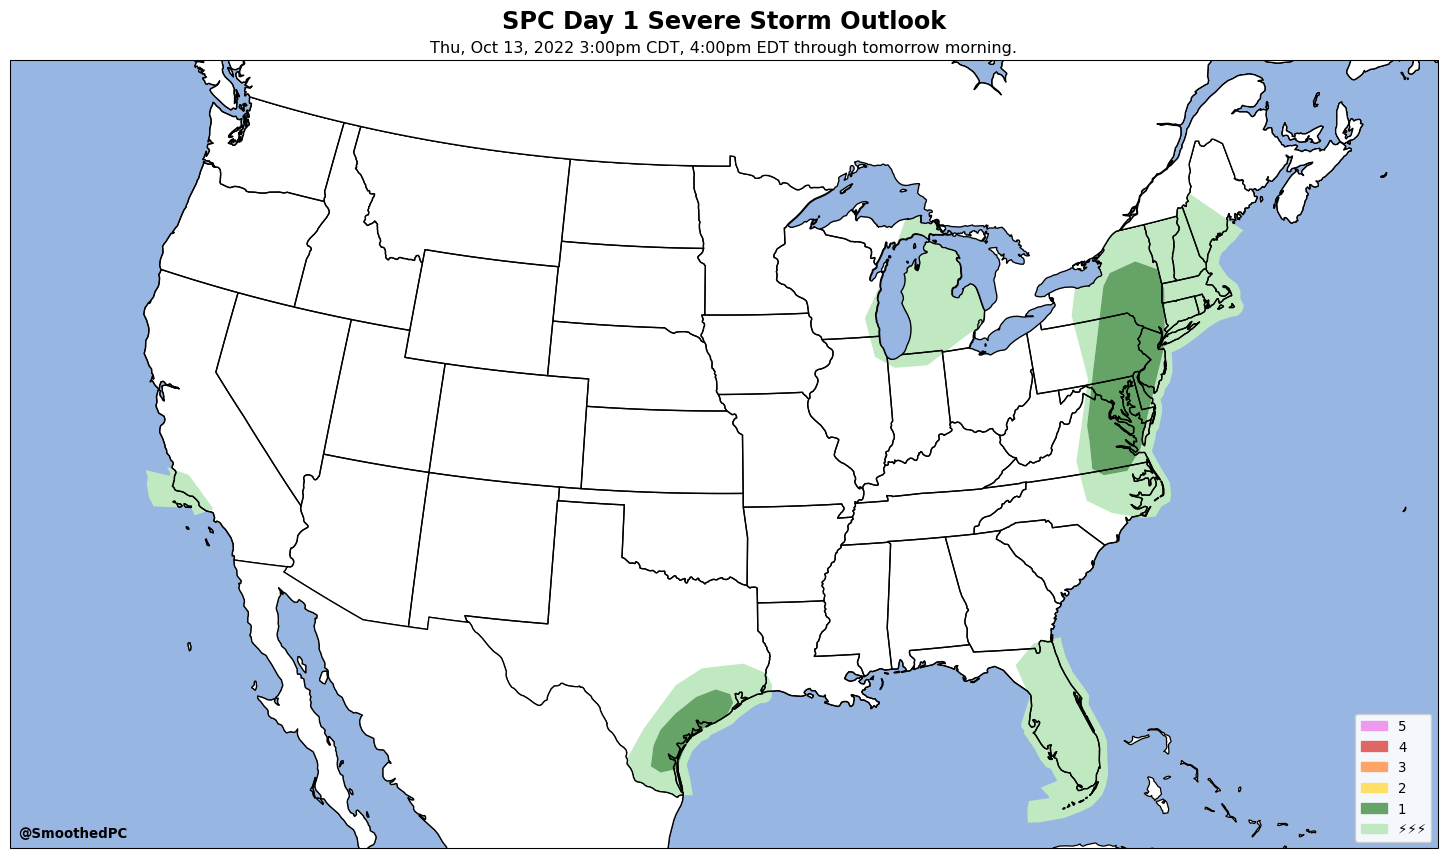 SPC Day 1 Severe Storm Outlook
Thu, Oct 13, 2022 3:00pm CDT, 4:00pm EDT through tomorrow morning.
5
4
3
2
1
⚡⚡⚡
@SmoothedPC